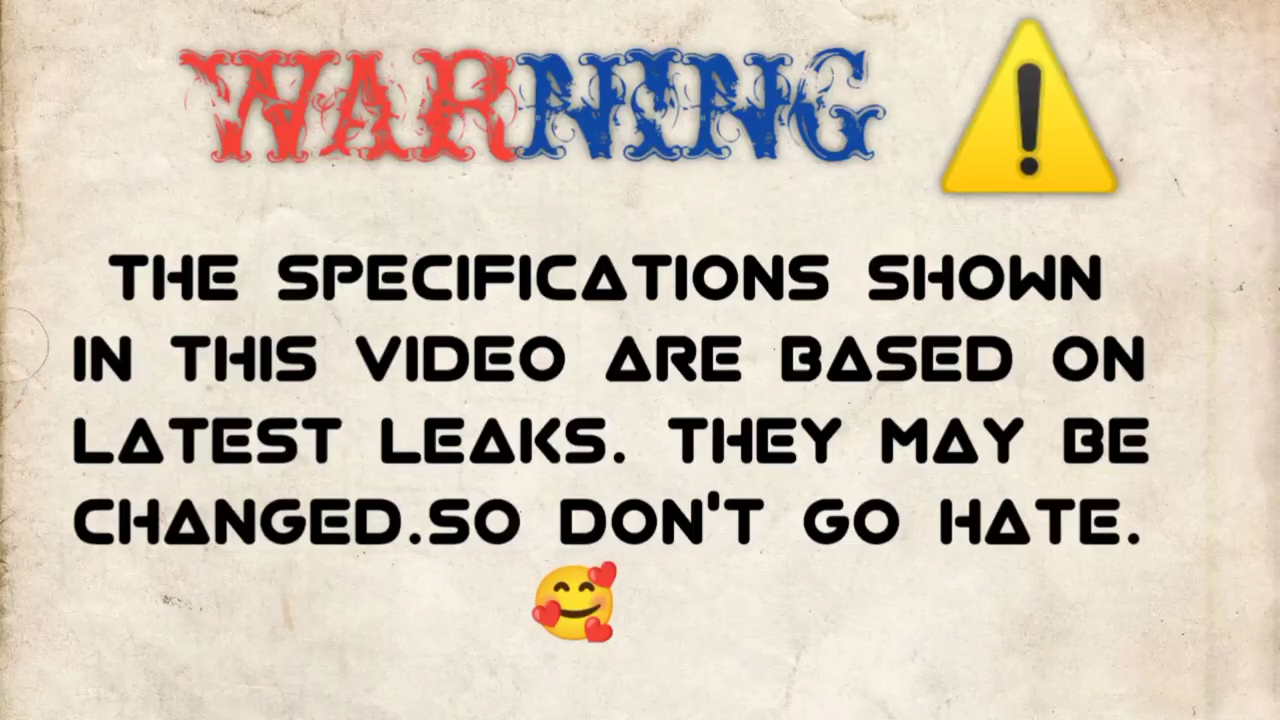 WARNING ⚠️
THE SPECIFICATIONS SHOWN
IN THIS VIDEO ARE BASED ON
LATEST LEAKS. THEY MAY BE
CHANGED.SO DON'T GO HATE.
🥰